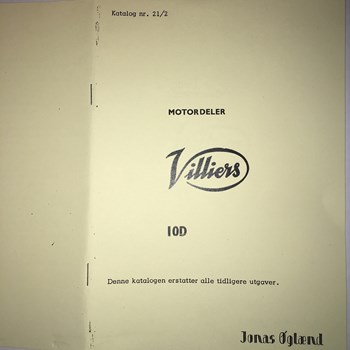 Katalog nr. 21/2
MOTORDELER
Villiers
10D
Denne katalogen erstatter alle tidligere utgaver.
Jonas Øglænd